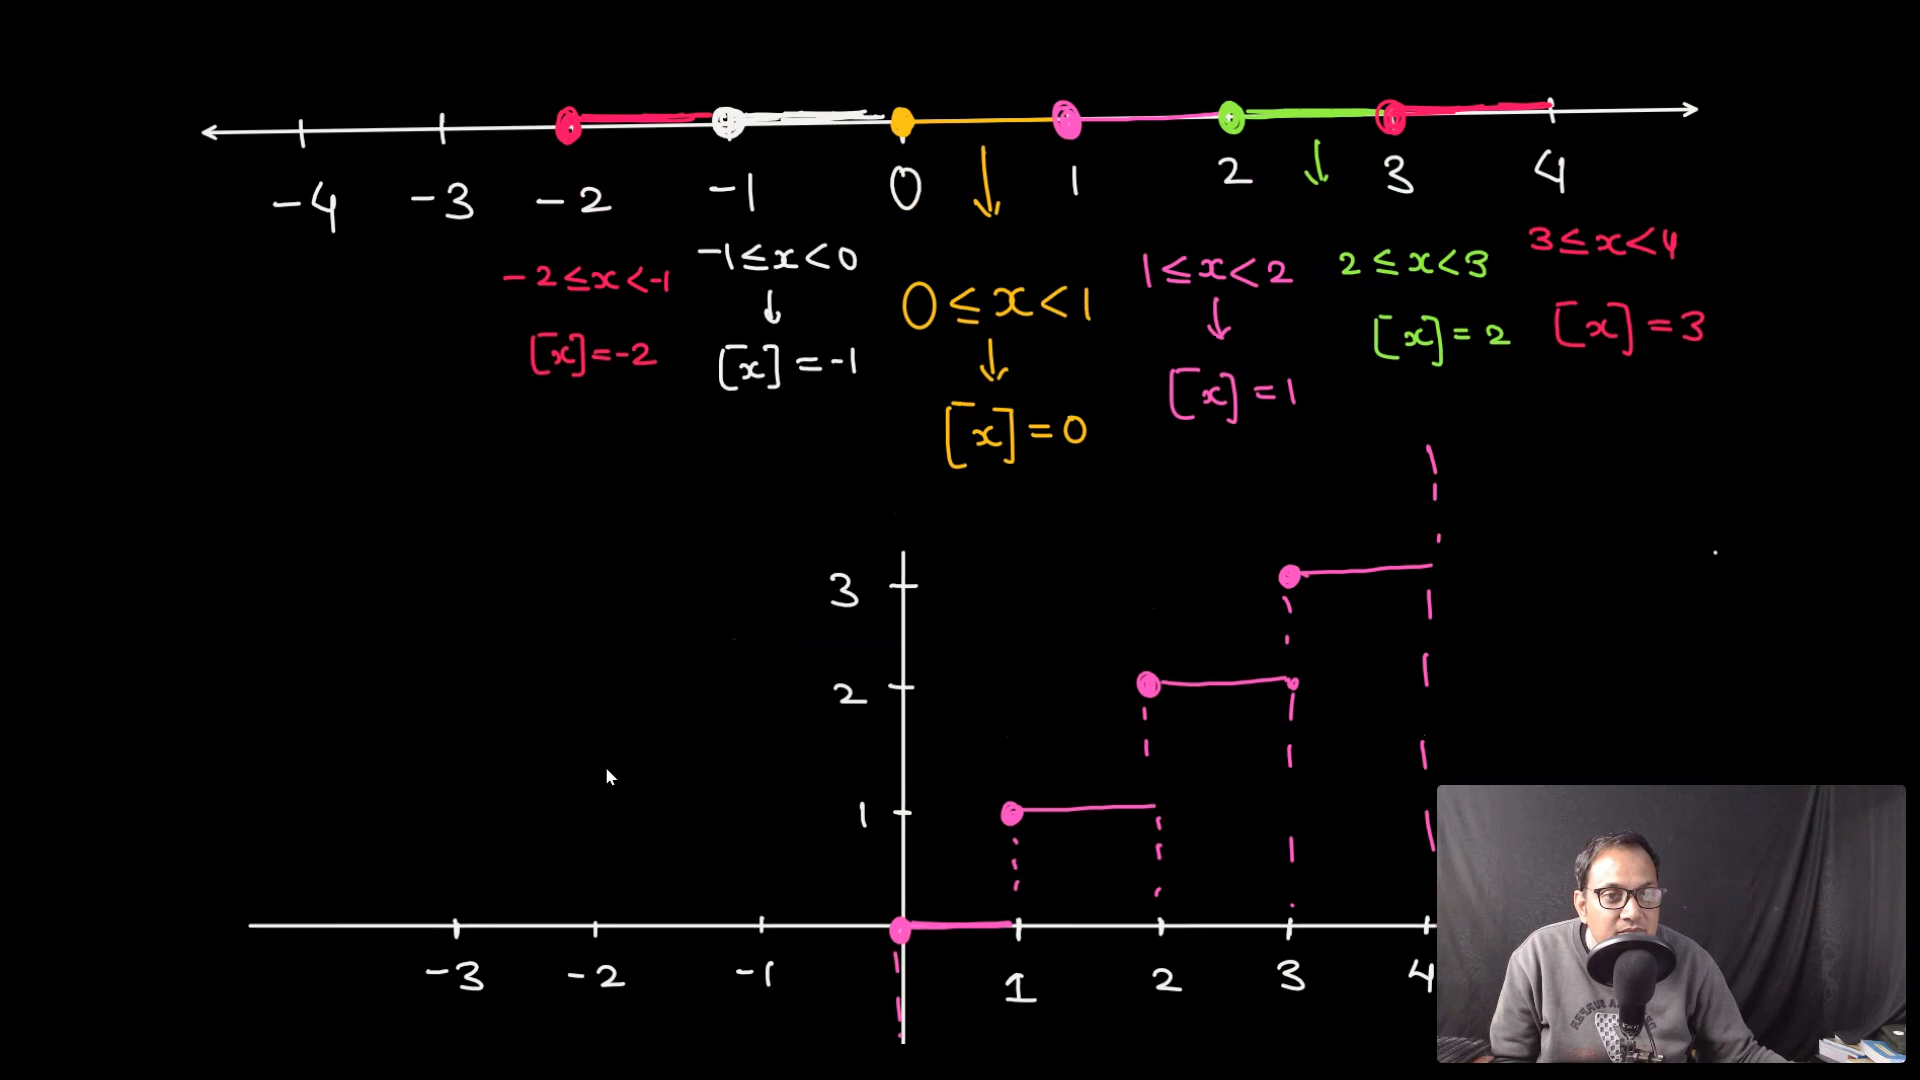 -4 -3 -2 -1 0 1 2 3 4
-2≤x<-1 -1≤x<0 0≤x<1 1≤x<2 2≤x<3 3≤x<4
[x]=-2 [x]=-1 [x]=0 [x]=1 [x]=2 [x]=3
3
2
1
-3 -2 -1 1 2 3 4